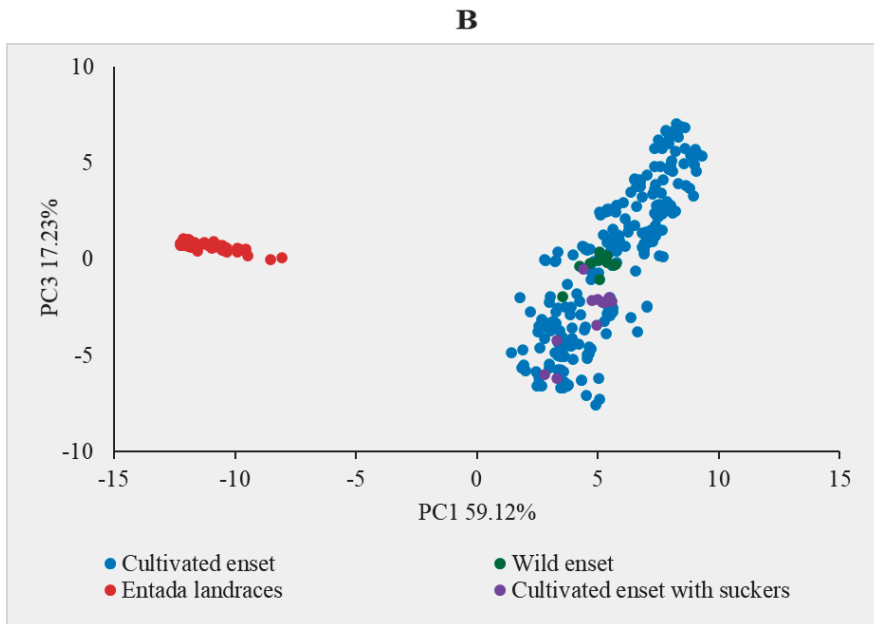 B
10
5
0
-5
-10
PC3 17.23%
-15 -10 -5 0 5 10 15
PC1 59.12%
Cultivated enset Wild enset
Entada landraces Cultivated enset with suckers